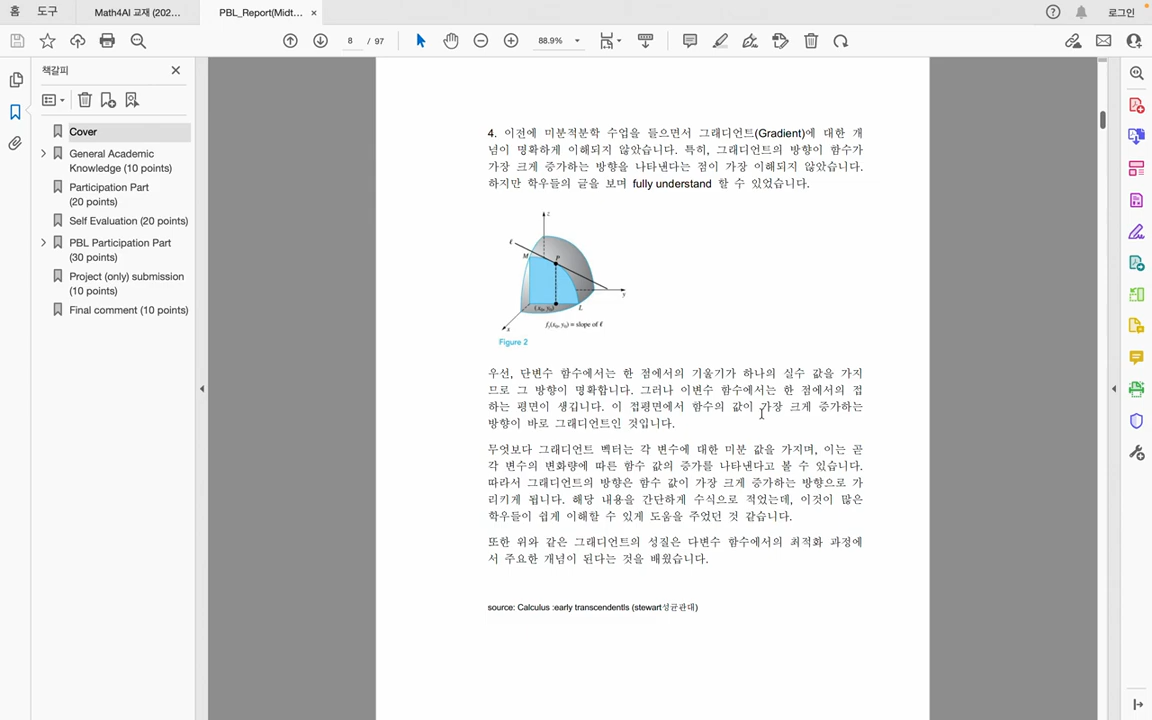 홈
도구
Math4AI 교재 (202...
PBL_Report(Midt...
로그인
8 / 97
88.9%
책갈피
Cover
General Academic
Knowledge (10 points)
Participation Part
(20 points)
Self Evaluation (20 points)
PBL Participation Part
(30 points)
Project (only) submission
(10 points)
Final comment (10 points)
4. 이전에 미분적분학 수업을 들으면서 그래디언트(Gradient)에 대한 개
념이 명확하게 이해되지 않았습니다. 특히, 그래디언트의 방향이 함수가
가장 크게 증가하는 방향을 나타낸다는 점이 가장 이해되지 않았습니다.
하지만 학우들의 글을 보며 fully understand 할 수 있었습니다.
z
ℓ
M
P
y
(x₀, y₀)
L
x
f_x(x₀, y₀) = slope of ℓ
Figure 2
우선, 단변수 함수에서는 한 점에서의 기울기가 하나의 실수 값을 가지
므로 그 방향이 명확합니다. 그러나 이변수 함수에서는 한 점에서의 접
하는 평면이 생깁니다. 이 접평면에서 함수의 값이 가장 크게 증가하는
방향이 바로 그래디언트인 것입니다.
무엇보다 그래디언트 벡터는 각 변수에 대한 미분 값을 가지며, 이는 곧
각 변수의 변화량에 따른 함수 값의 증가를 나타낸다고 볼 수 있습니다.
따라서 그래디언트의 방향은 함수 값이 가장 크게 증가하는 방향으로 가
리키게 됩니다. 해당 내용을 간단하게 수식으로 적었는데, 이것이 많은
학우들이 쉽게 이해할 수 있게 도움을 주었던 것 같습니다.
또한 위와 같은 그래디언트의 성질은 다변수 함수에서의 최적화 과정에
서 주요한 개념이 된다는 것을 배웠습니다.
source: Calculus :early transcendentls (stewart성균관대)